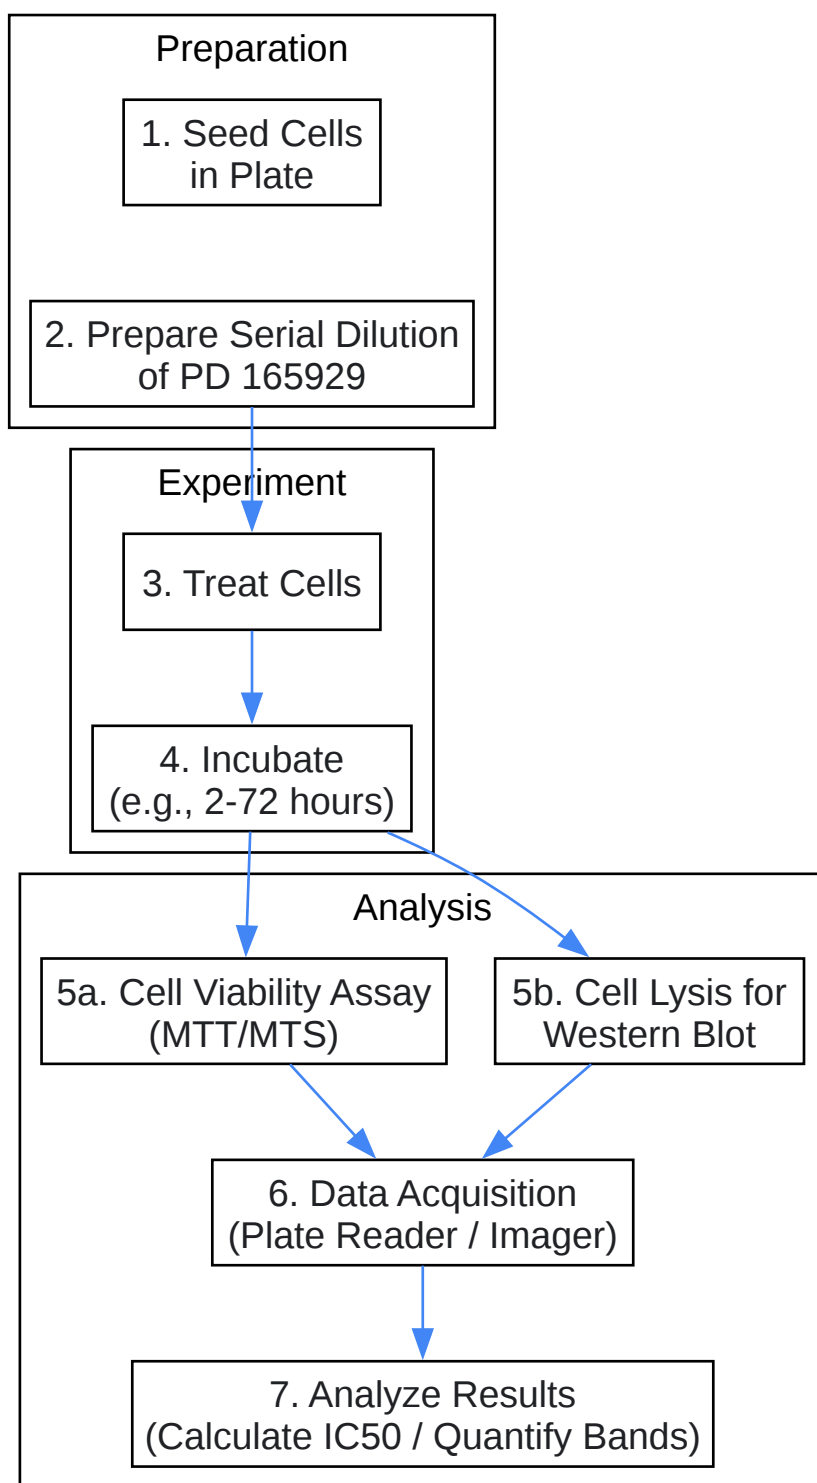 Preparation
1. Seed Cells
in Plate
2. Prepare Serial Dilution
of PD 165929
Experiment
3. Treat Cells
4. Incubate
(e.g., 2-72 hours)
Analysis
5a. Cell Viability Assay
(MTT/MTS)
5b. Cell Lysis for
Western Blot
6. Data Acquisition
(Plate Reader / Imager)
7. Analyze Results
(Calculate IC50 / Quantify Bands)